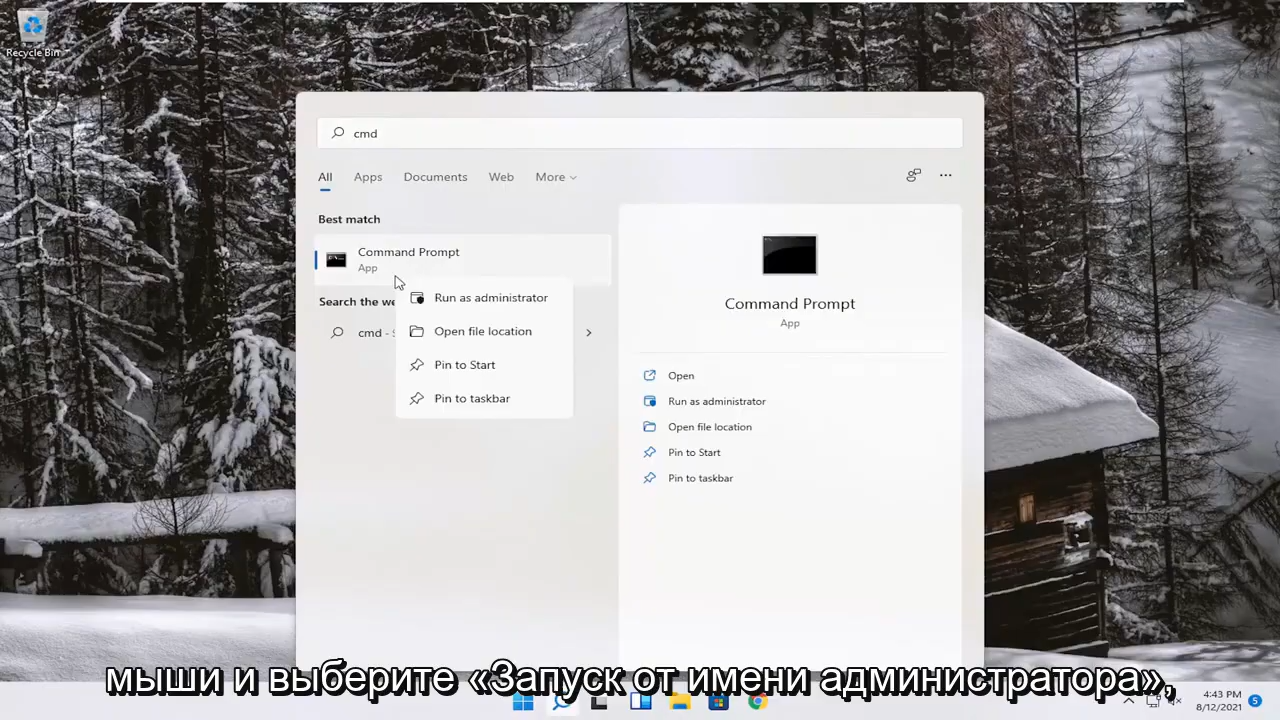 Recycle Bin
cmd
All
Apps
Documents
Web
More
Best match
Command Prompt
App
Search the we
cmd -
Run as administrator
Open file location
Pin to Start
Pin to taskbar
Command Prompt
App
Open
Run as administrator
Open file location
Pin to Start
Pin to taskbar
мыши и выберите «Запуск от имени администратора»,
4:43 PM
8/12/2021
5